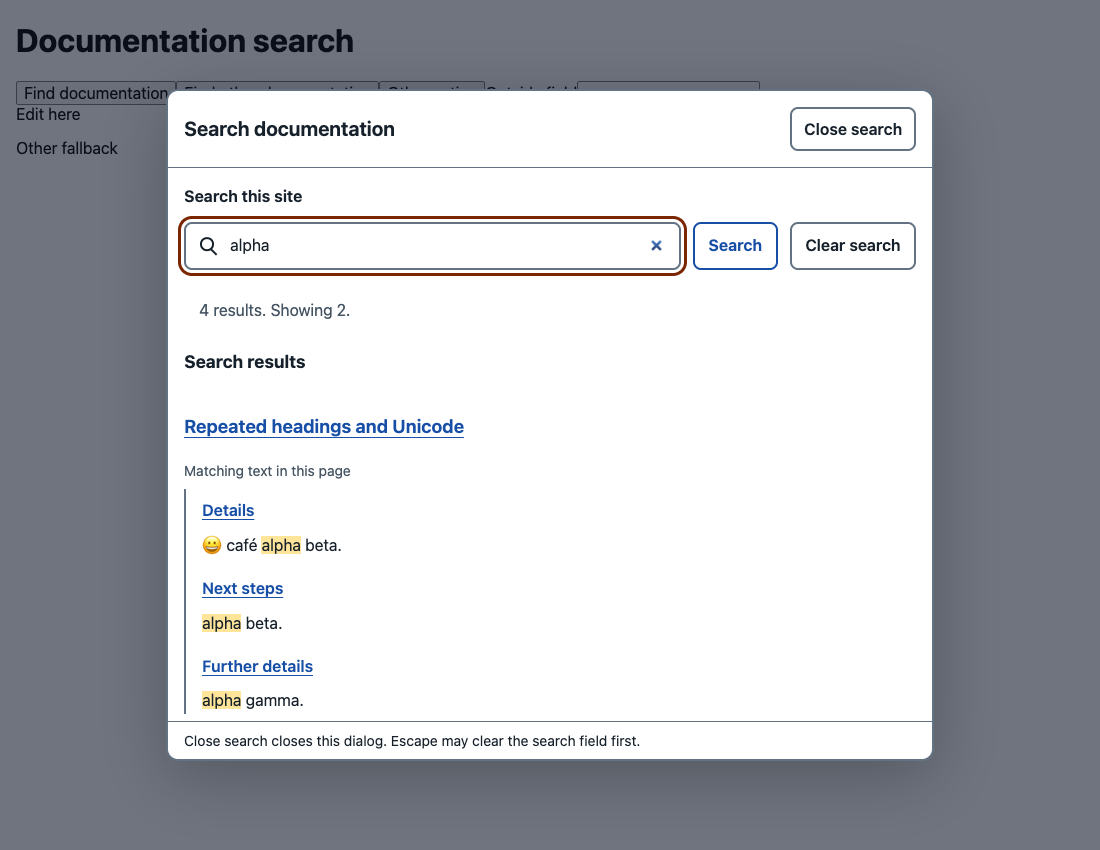 Documentation search
Find documentation
Edit here
Other fallback
Search documentation
Close search
Search this site
alpha
Search
Clear search
4 results. Showing 2.
Search results
Repeated headings and Unicode
Matching text in this page
Details
😀 café alpha beta.
Next steps
alpha beta.
Further details
alpha gamma.
Close search closes this dialog. Escape may clear the search field first.